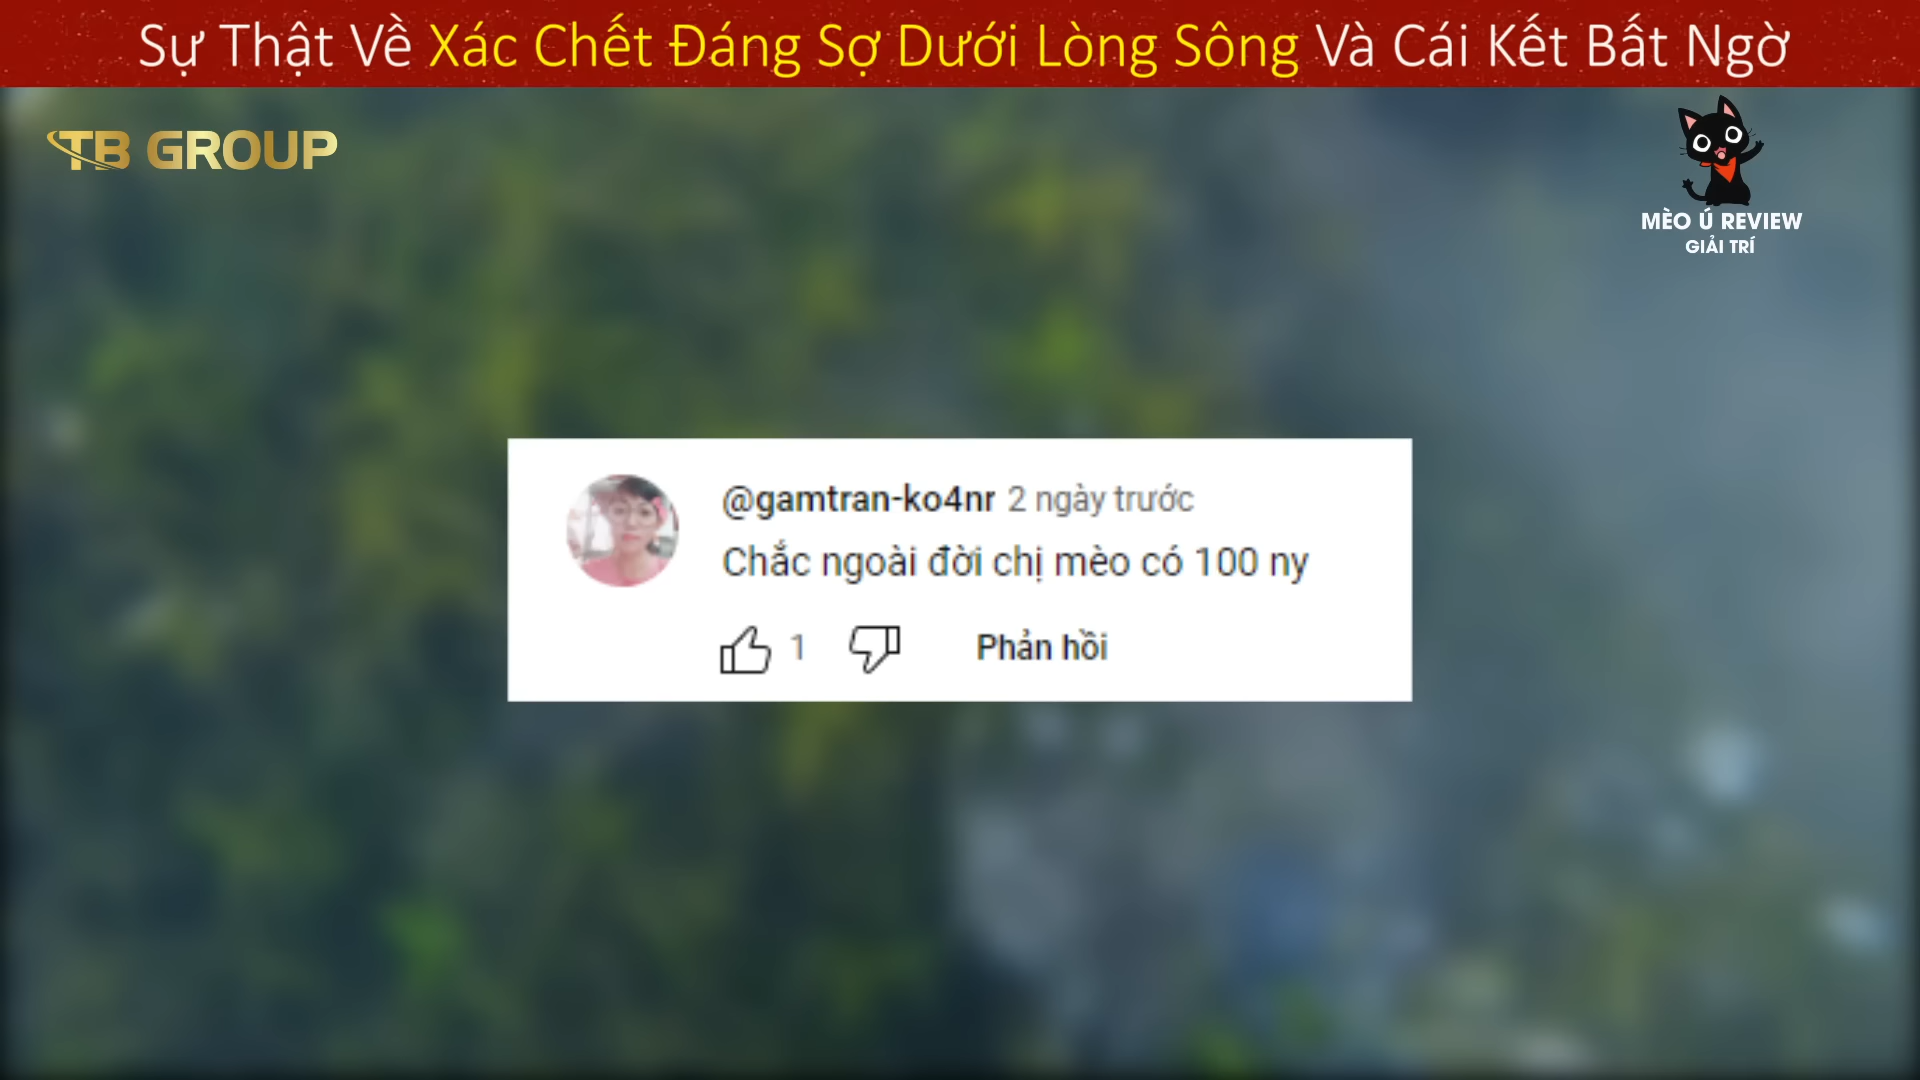 Sự Thật Về Xác Chết Đáng Sợ Dưới Lòng Sông Và Cái Kết Bất Ngờ
TB GROUP
MÈO Ú REVIEW
GIẢI TRÍ
@gamtran-ko4nr 2 ngày trước
Chắc ngoài đời chị mèo có 100 ny
1 Phản hồi